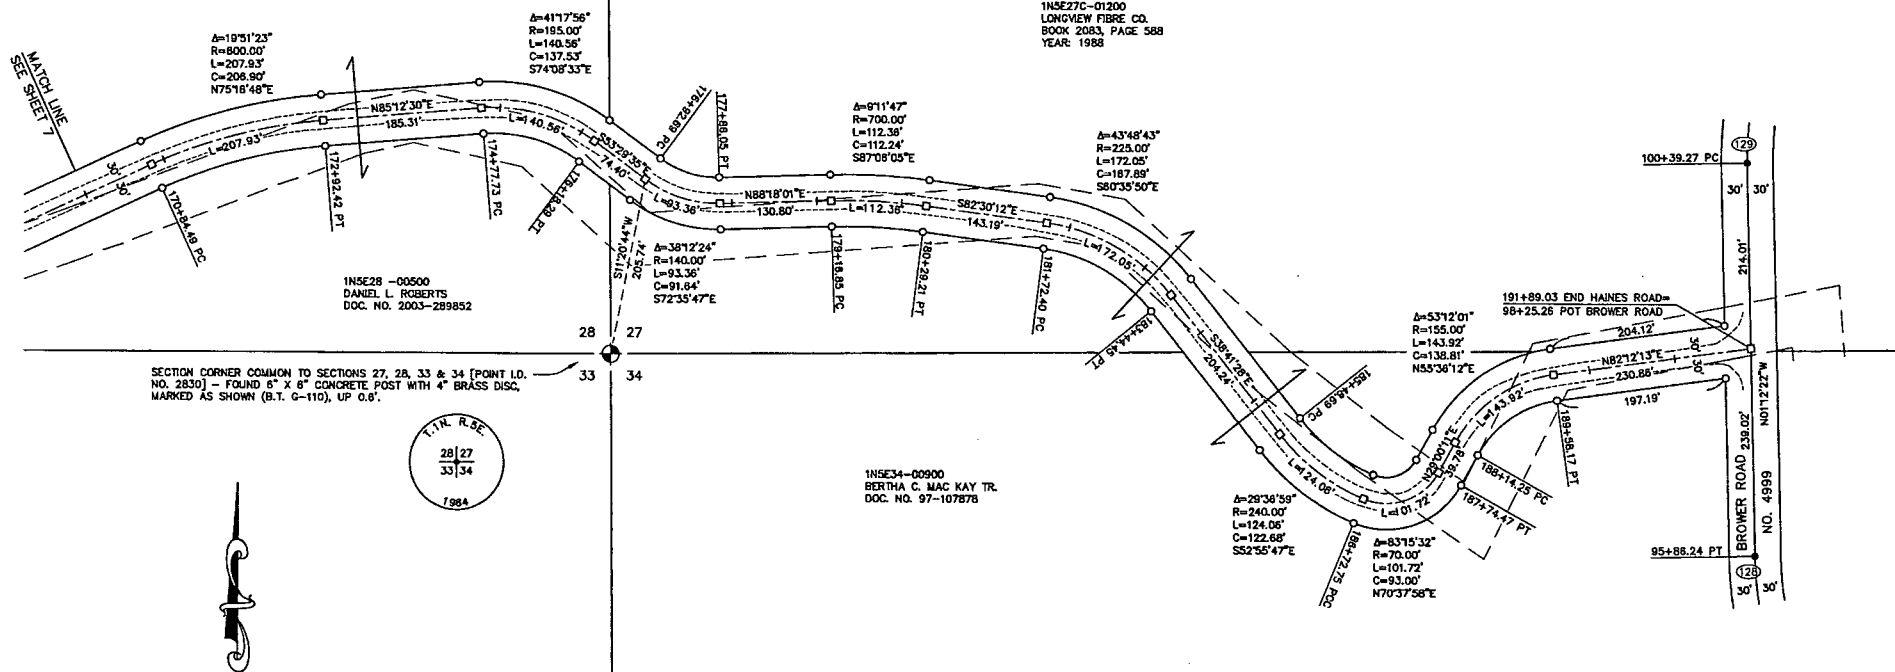 1N5E27C-01200
LONGVIEW FIBRE CO.
BOOK 2083, PAGE 588
YEAR: 1988
MATCH LINE
SEE SHEET 7
Δ=19°51'23"
R=600.00'
L=207.93'
C=206.90'
N75°16'48"E
Δ=41°17'56"
R=195.00'
L=140.56'
C=137.53'
S74°08'33"E
Δ=9°11'47"
R=700.00'
L=112.36'
C=112.24'
S87°06'05"E
Δ=43°48'43"
R=225.00'
L=172.05'
C=167.89'
S60°35'50"E
30' 30'
L=207.93'
N85°12'30"E
185.31'
L=140.56'
S53°29'35"E
74.40'
L=93.36'
N88°18'01"E
130.80'
L=112.36'
S82°30'12"E
143.19'
L=172.05'
S38°41'28"E
204.24'
L=124.06'
L=101.72'
N29°00'11"E
39.78'
L=143.92'
N82°12'13"E
230.86'
204.12'
197.19'
30' 30'
170+84.49 PC
172+92.42 PT
174+77.73 PC
176+18.29 PT
176+92.69 PC
177+86.05 PT
179+16.85 PC
180+29.21 PT
181+72.40 PC
183+44.45 PT
185+48.69 PC
186+72.75 PCC
187+74.47 PT
188+14.25 PC
189+58.17 PT
S11°20'44"W
205.74'
Δ=38°12'24"
R=140.00'
L=93.36'
C=91.64'
S72°35'47"E
1N5E28 -00500
DANIEL L. ROBERTS
DOC. NO. 2003-289852
28 27
33 34
SECTION CORNER COMMON TO SECTIONS 27, 28, 33 & 34 [POINT I.D.
NO. 2830] – FOUND 6" X 6" CONCRETE POST WITH 4" BRASS DISC,
MARKED AS SHOWN (B.T. G-110), UP 0.6'.
T.1N. R.5E.
28 27
33 34
1984
1N5E34-00900
BERTHA C. MAC KAY TR.
DOC. NO. 97-107878
Δ=29°36'59"
R=240.00'
L=124.06'
C=122.68'
S52°55'47"E
Δ=83°15'32"
R=70.00'
L=101.72'
C=93.00'
N70°37'58"E
Δ=53°12'01"
R=155.00'
L=143.92'
C=138.81'
N55°36'12"E
191+89.03 END HAINES ROAD=
98+25.26 POT BROWER ROAD
129
100+39.27 PC
30' 30'
214.01'
239.02'
N01°12'22"W
BROWER ROAD
NO. 4999
95+86.24 PT
128
30' 30'